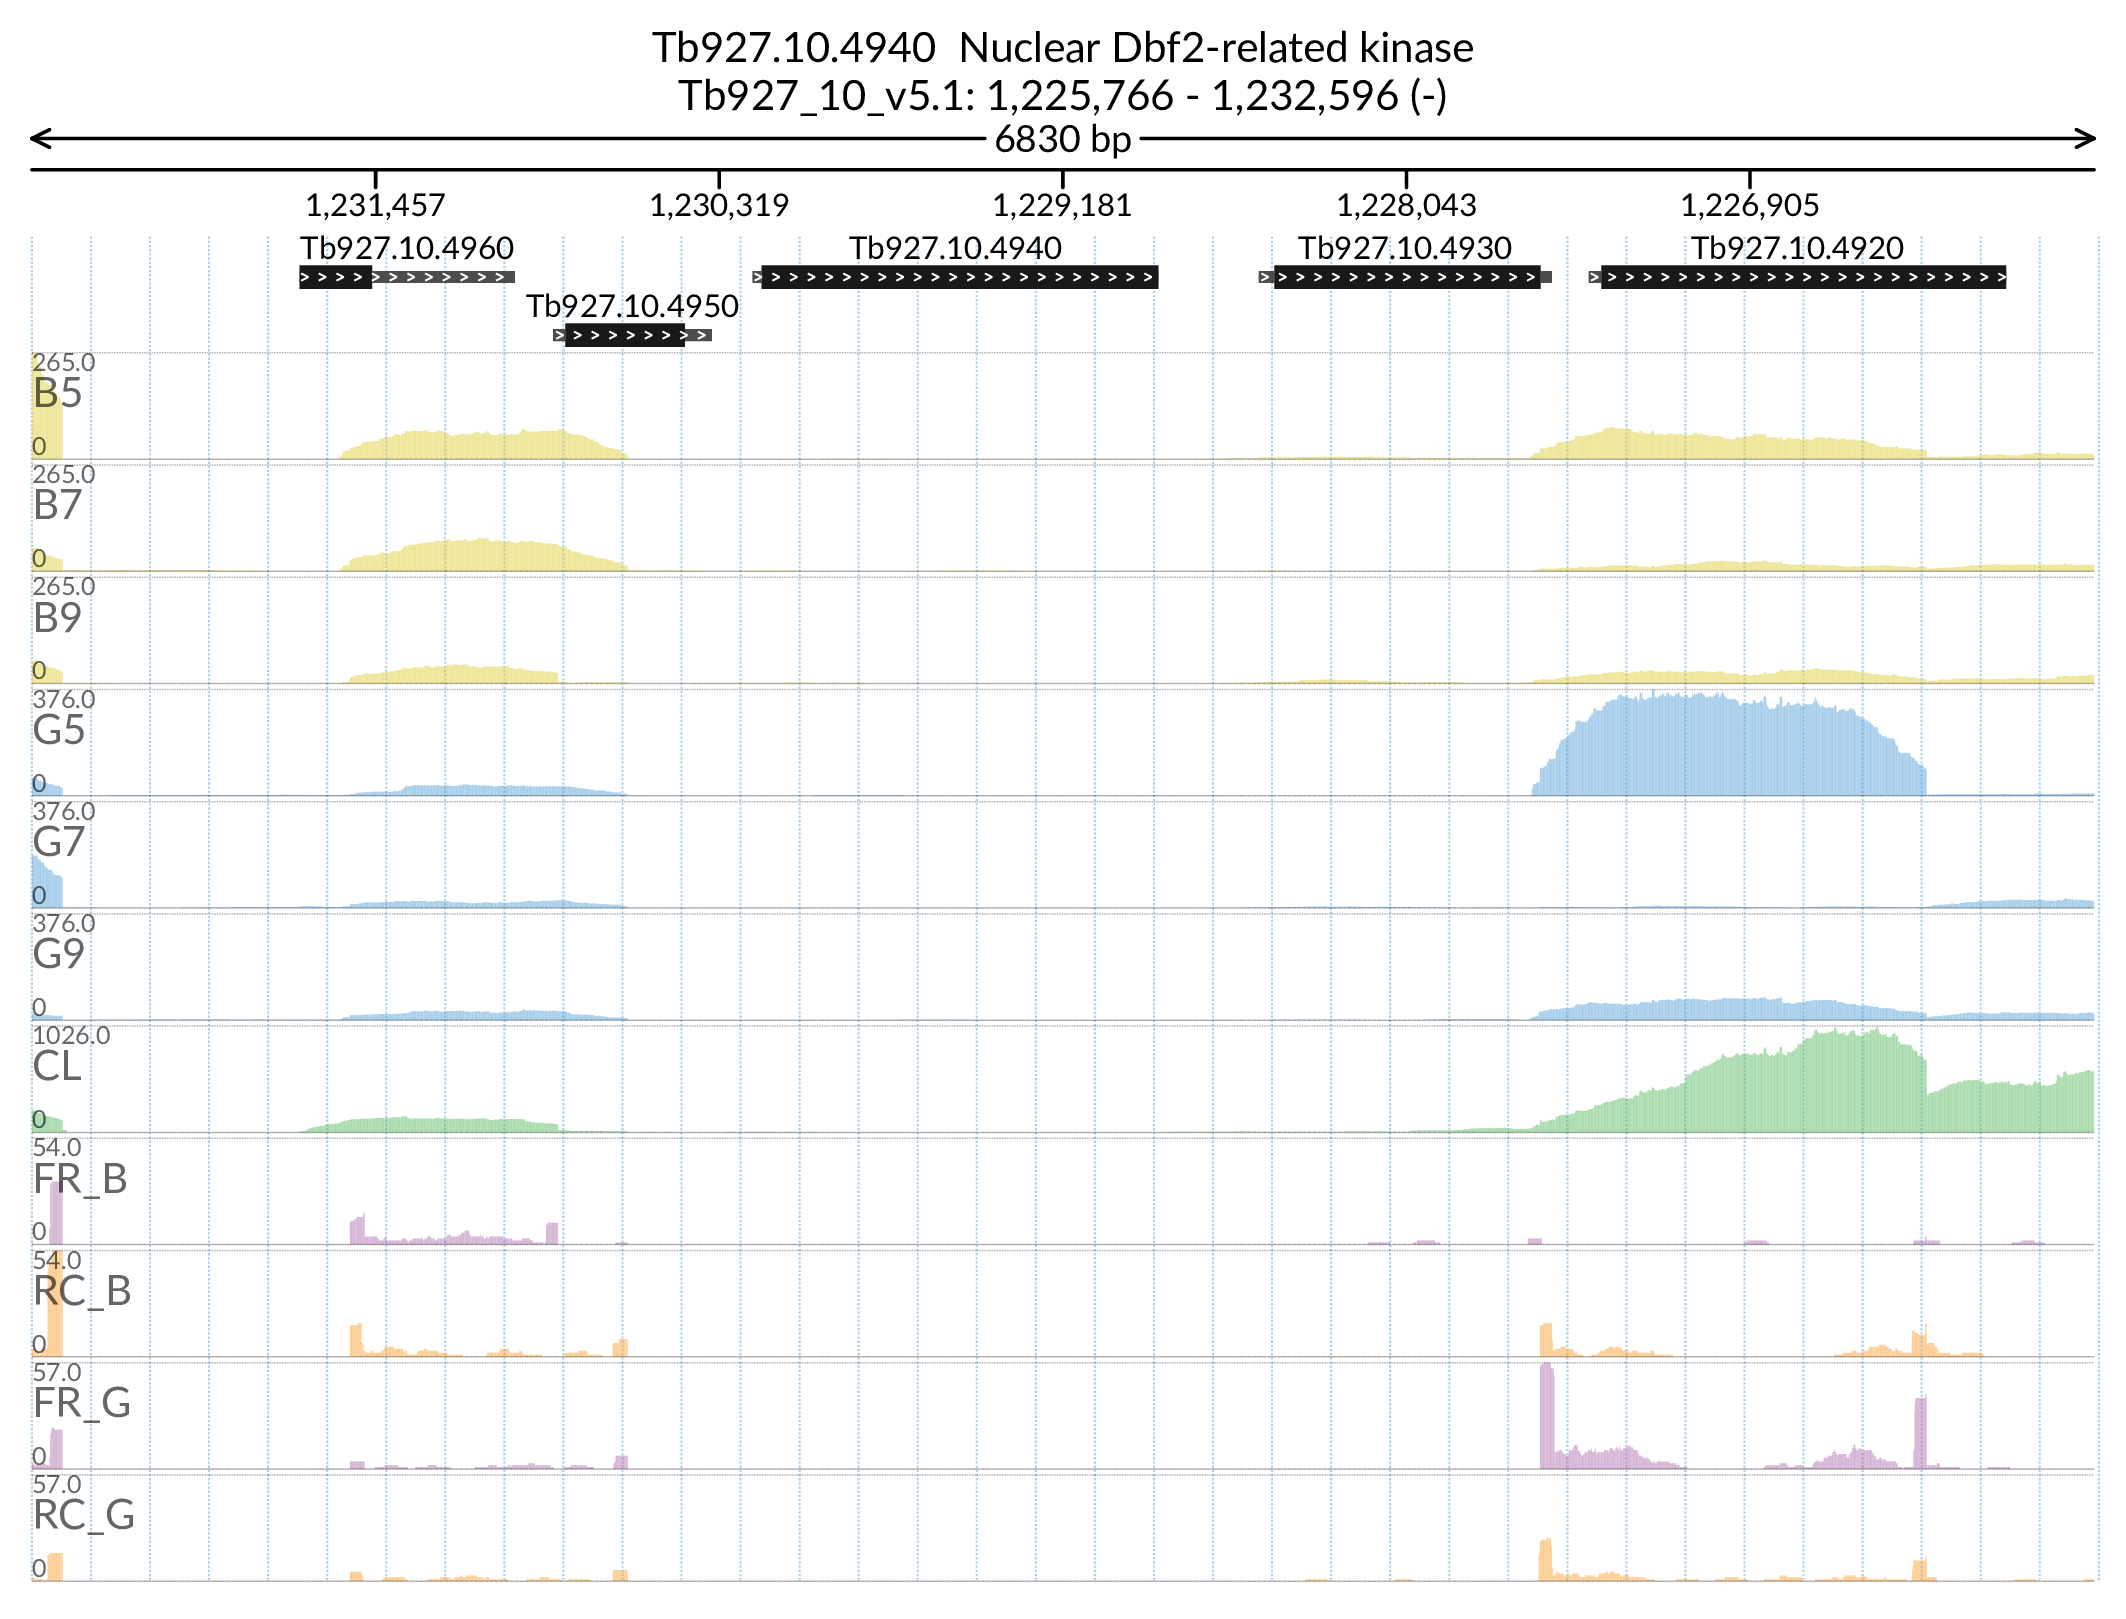 Tb927.10.4940  Nuclear Dbf2-related kinase
Tb927_10_v5.1: 1,225,766 - 1,232,596 (-)
6830 bp
1,231,457 1,230,319 1,229,181 1,228,043 1,226,905
Tb927.10.4960 Tb927.10.4940 Tb927.10.4930 Tb927.10.4920
Tb927.10.4950
265.0
B5
0
265.0
B7
0
265.0
B9
0
376.0
G5
0
376.0
G7
0
376.0
G9
0
1026.0
CL
0
54.0
FR_B
0
54.0
RC_B
0
57.0
FR_G
0
57.0
RC_G
0